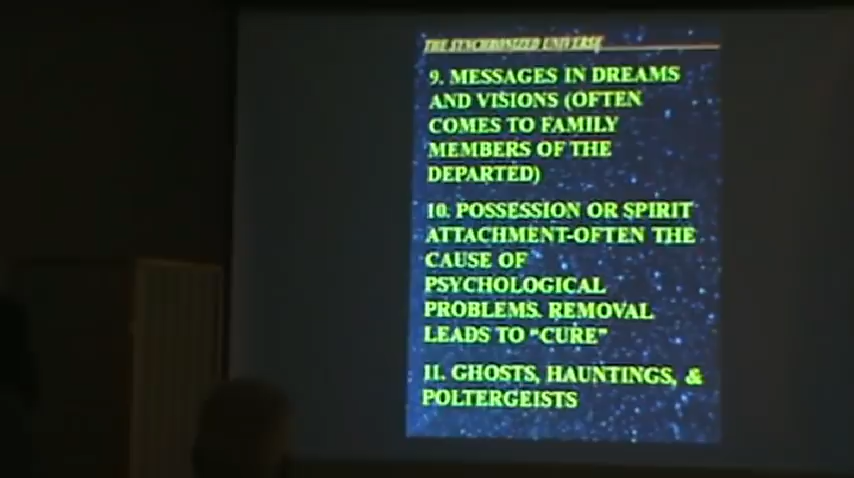 THE SYNCHRONIZED UNIVERSE
9. MESSAGES IN DREAMS
AND VISIONS (OFTEN
COMES TO FAMILY
MEMBERS OF THE
DEPARTED)
10. POSSESSION OR SPIRIT
ATTACHMENT-OFTEN THE
CAUSE OF
PSYCHOLOGICAL
PROBLEMS. REMOVAL
LEADS TO "CURE"
11. GHOSTS, HAUNTINGS, &
POLTERGEISTS